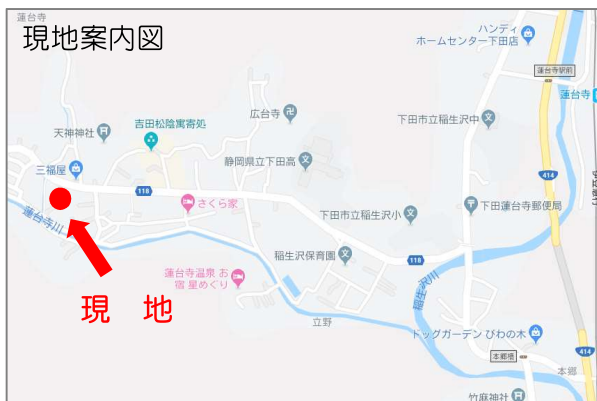 蓮台寺
現地案内図
ハンディ
ホームセンター下田店
蓮台寺駅前
蓮台寺
広台寺
吉田松陰寓寄処
天神神社
下田市立稲生沢中
静岡県立下田高
三福屋
414
118
さくら家
蓮台寺川
下田市立稲生沢小
下田蓮台寺郵便局
稲生沢保育園
118
蓮台寺温泉 お
宿 星めぐり
稲生沢川
現 地
立野
ドッグガーデン びわの木
本郷橋
414
本郷
竹麻神社